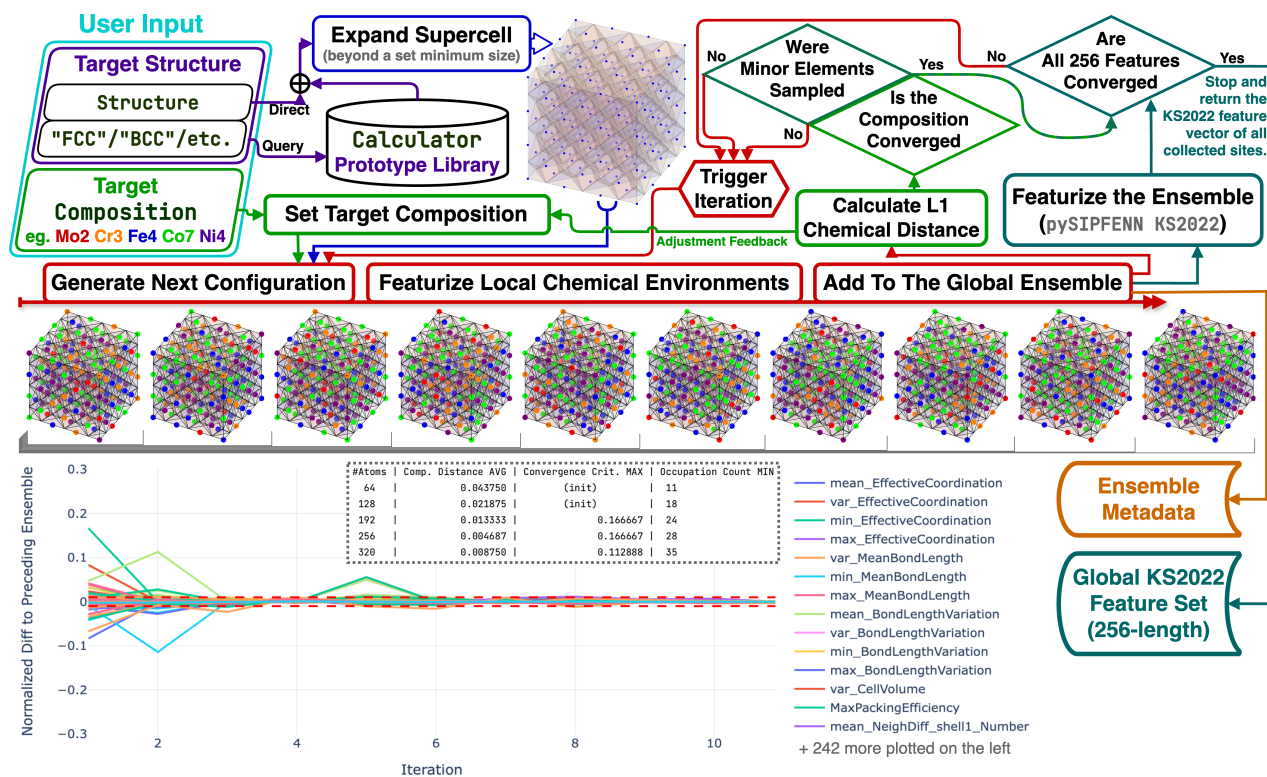 User Input
Target Structure
Structure
"FCC"/"BCC"/etc.
Target
Composition
eg. Mo2 Cr3 Fe4 Co7 Ni4
Expand Supercell
(beyond a set minimum size)
Direct
Query
Calculator
Prototype Library
Set Target Composition
No
Were
Minor Elements
Sampled
Yes
No
Is the
Composition
Converged
No
Are
All 256 Features
Converged
Yes
Stop and
return the
KS2022 feature
vector of all
collected sites.
Trigger
Iteration
Calculate L1
Chemical Distance
Adjustment Feedback
Featurize the Ensemble
(pySIPFENN KS2022)
Generate Next Configuration
Featurize Local Chemical Environments
Add To The Global Ensemble
Normalized Diff to Preceding Ensemble
0.3
0.2
0.1
0
−0.1
−0.2
−0.3
2
4
6
8
10
Iteration
#Atoms | Comp. Distance AVG | Convergence Crit. MAX | Occupation Count MIN
64 | 0.043750 | (init) | 11
128 | 0.021875 | (init) | 18
192 | 0.013333 | 0.166667 | 24
256 | 0.004687 | 0.166667 | 28
320 | 0.008750 | 0.112888 | 35
mean_EffectiveCoordination
var_EffectiveCoordination
min_EffectiveCoordination
max_EffectiveCoordination
var_MeanBondLength
min_MeanBondLength
max_MeanBondLength
mean_BondLengthVariation
var_BondLengthVariation
min_BondLengthVariation
max_BondLengthVariation
var_CellVolume
MaxPackingEfficiency
mean_NeighDiff_shell1_Number
+ 242 more plotted on the left
Ensemble
Metadata
Global KS2022
Feature Set
(256-length)